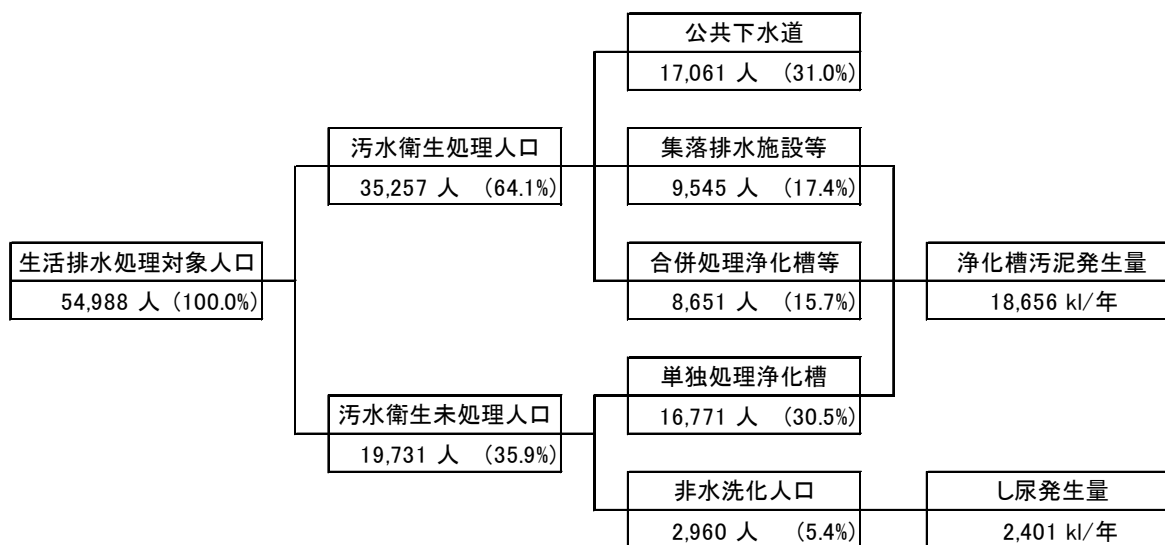 公共下水道
17,061 人 (31.0%)
汚水衛生処理人口
35,257 人 (64.1%)
集落排水施設等
9,545 人 (17.4%)
生活排水処理対象人口
54,988 人 (100.0%)
合併処理浄化槽等
8,651 人 (15.7%)
浄化槽汚泥発生量
18,656 kl/年
汚水衛生未処理人口
19,731 人 (35.9%)
単独処理浄化槽
16,771 人 (30.5%)
非水洗化人口
2,960 人 (5.4%)
し尿発生量
2,401 kl/年